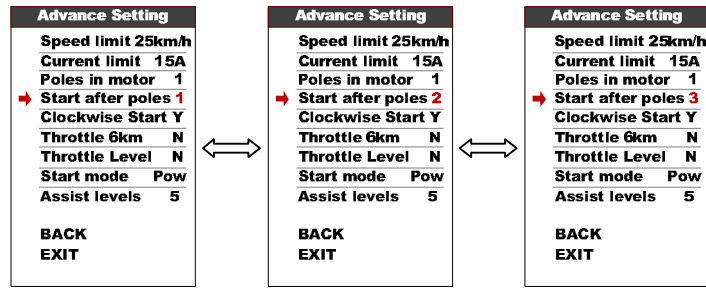 Advance Setting
Speed limit 25km/h
Current limit 15A
Poles in motor 1
Start after poles 1
Clockwise Start Y
Throttle 6km N
Throttle Level N
Start mode Pow
Assist levels 5
BACK
EXIT
Advance Setting
Speed limit 25km/h
Current limit 15A
Poles in motor 1
Start after poles 2
Clockwise Start Y
Throttle 6km N
Throttle Level N
Start mode Pow
Assist levels 5
BACK
EXIT
Advance Setting
Speed limit 25km/h
Current limit 15A
Poles in motor 1
Start after poles 3
Clockwise Start Y
Throttle 6km N
Throttle Level N
Start mode Pow
Assist levels 5
BACK
EXIT